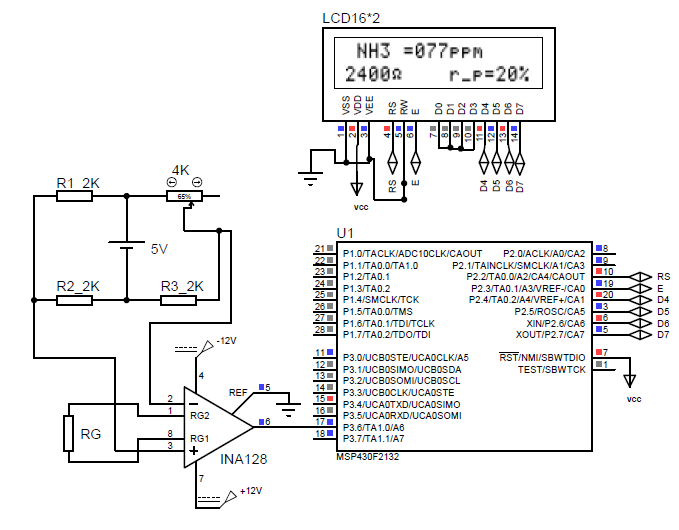 LCD16*2
NH3 =077ppm
2400Ω r_p=20%
VSS VDD VEE RS RW E D0 D1 D2 D3 D4 D5 D6 D7
1 2 3 4 5 6 7 8 9 10 11 12 13 14
RS E D4 D5 D6 D7
vcc vcc
R1_2K
4K
65%
5V
R2_2K
R3_2K
U1
21 P1.0/TACLK/ADC10CLK/CAOUT P2.0/ACLK/A0/CA2 8
22 P1.1/TA0.0/TA1.0 P2.1/TAINCLK/SMCLK/A1/CA3 9
23 P1.2/TA0.1 P2.2/TA0.0/A2/CA4/CAOUT 10 RS
24 P1.3/TA0.2 P2.3/TA0.1/A3/VREF-/CA0 19 E
25 P1.4/SMCLK/TCK P2.4/TA0.2/A4/VREF+/CA1 20 D4
26 P1.5/TA0.0/TMS P2.5/ROSC/CA5 3 D5
27 P1.6/TA0.1/TDI/TCLK XIN/P2.6/CA6 6 D6
28 P1.7/TA0.2/TDO/TDI XOUT/P2.7/CA7 5 D7
11 P3.0/UCB0STE/UCA0CLK/A5 RST/NMI/SBWTDIO 7
12 P3.1/UCB0SIMO/UCB0SDA TEST/SBWTCK 1
13 P3.2/UCB0SOMI/UCB0SCL
14 P3.3/UCB0CLK/UCA0STE
15 P3.4/UCA0TXD/UCA0SIMO
16 P3.5/UCA0RXD/UCA0SOMI
17 P3.6/TA1.0/A6
18 P3.7/TA1.1/A7
MSP430F2132
vcc
-12V
4
REF 5
2
1 RG2
6
RG
8 RG1
3
INA128
7
+12V